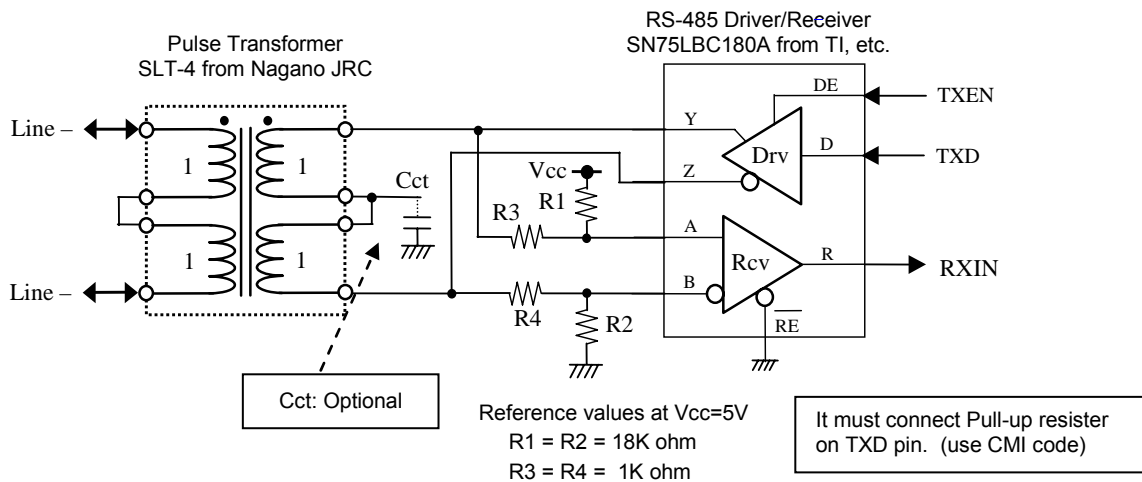 RS-485 Driver/Receiver
SN75LBC180A from TI, etc.
Pulse Transformer
SLT-4 from Nagano JRC
DE
TXEN
Line –
Y
Drv
D
TXD
1
1
Vcc
Z
Cct
R1
R3
A
1
1
Rcv
R
RXIN
Line –
B
R4
R2
RE
Cct: Optional
Reference values at Vcc=5V
R1 = R2 = 18K ohm
R3 = R4 = 1K ohm
It must connect Pull-up resister
on TXD pin. (use CMI code)